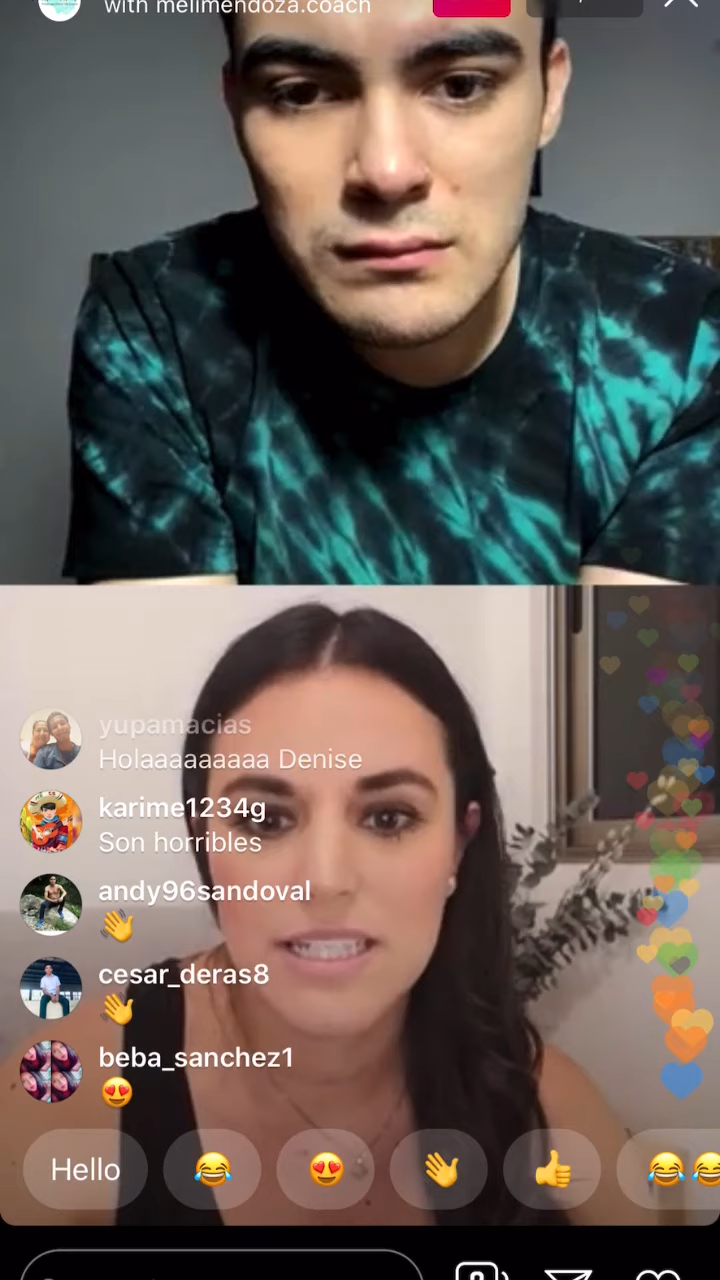 with melimendoza.coach
yupamacias
Holaaaaaaaaa Denise
karime1234g
Son horribles
andy96sandoval
👋
cesar_deras8
👋
beba_sanchez1
😍
Hello 😂 😍 👋 👍 😂😂